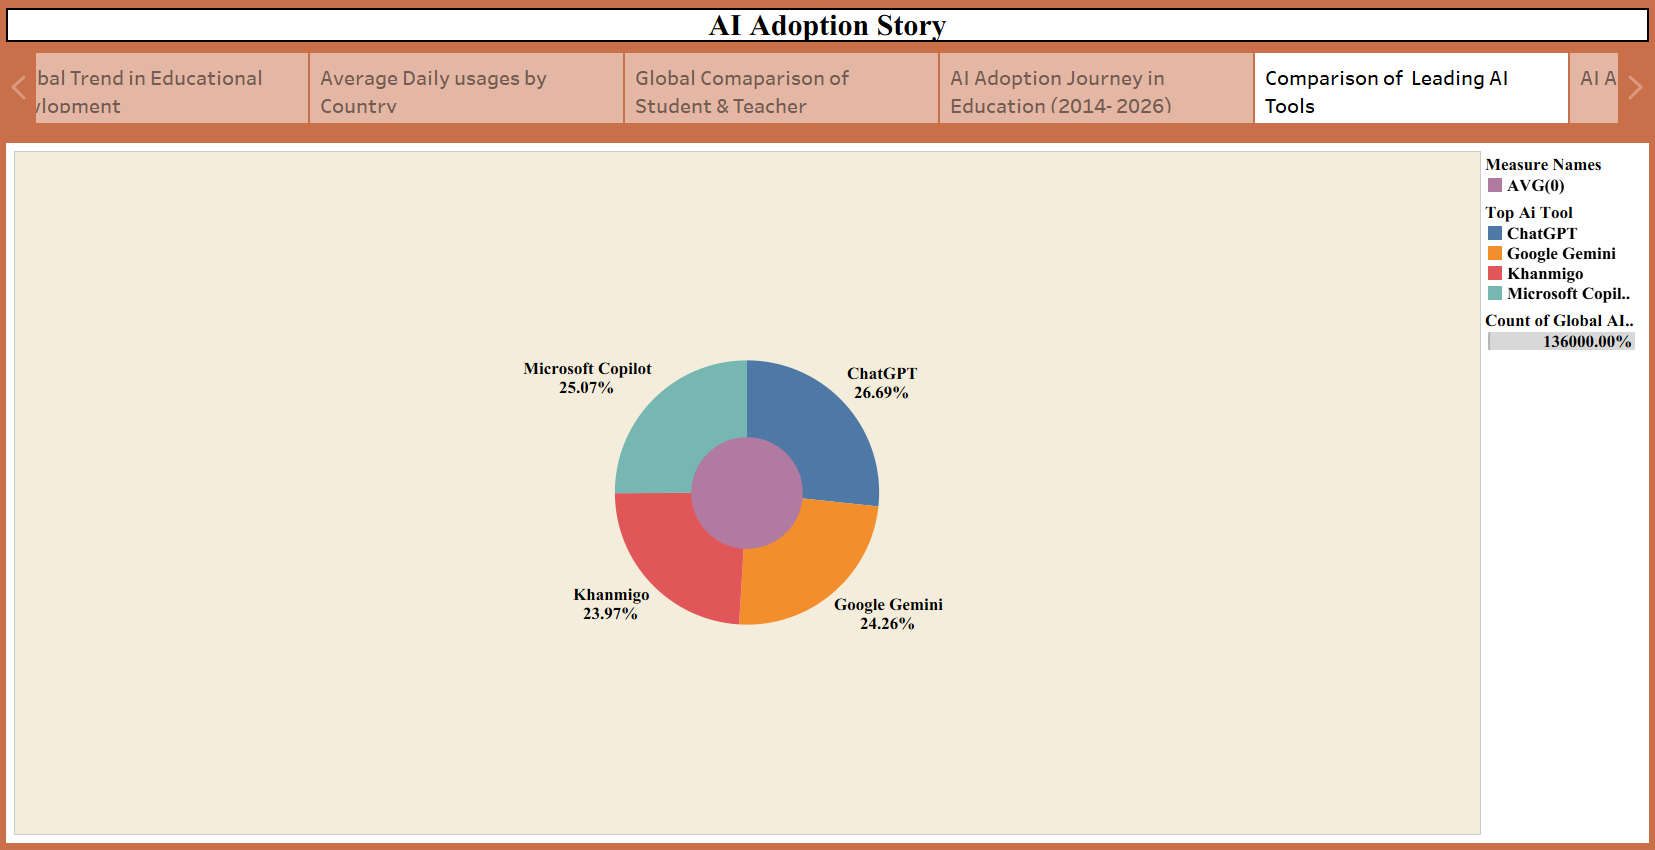 AI Adoption Story
bal Trend in Educational
lopment
Average Daily usages by
Country
Global Comaparison of
Student & Teacher
AI Adoption Journey in
Education (2014- 2026)
Comparison of Leading AI
Tools
AI A
Measure Names
AVG(0)
Top Ai Tool
ChatGPT
Google Gemini
Khanmigo
Microsoft Copil..
Count of Global AI..
136000.00%
Microsoft Copilot
25.07%
ChatGPT
26.69%
Khanmigo
23.97%
Google Gemini
24.26%